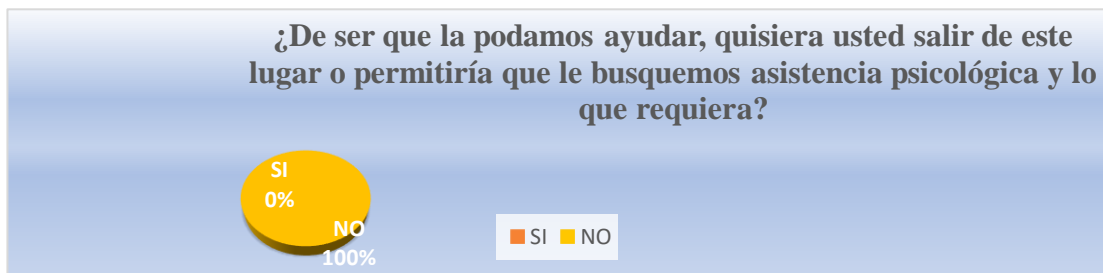 ¿De ser que la podamos ayudar, quisiera usted salir de este
lugar o permitiría que le busquemos asistencia psicológica y lo
que requiera?
SI
0%
NO
100%
SI NO